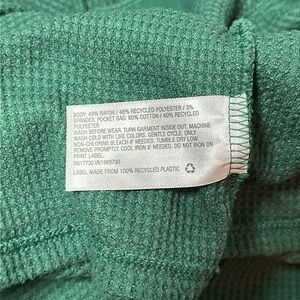 BODY: 49% RAYON / 48% RECYCLED POLYESTER / 3%
SPANDEX. POCKET BAG: 60% COTTON / 40% RECYCLED
POLYESTER
WASH BEFORE WEAR. TURN GARMENT INSIDE OUT, MACHINE
WASH COLD WITH LIKE COLORS. GENTLE CYCLE. ONLY
NON-CHLORINE BLEACH IF NEEDED. TUMBLE DRY LOW.
REMOVE PROMPTLY. COOL IRON IF NEEDED. DO NOT IRON ON
PRINT LABEL.
LABEL MADE FROM 100% RECYCLED PLASTIC